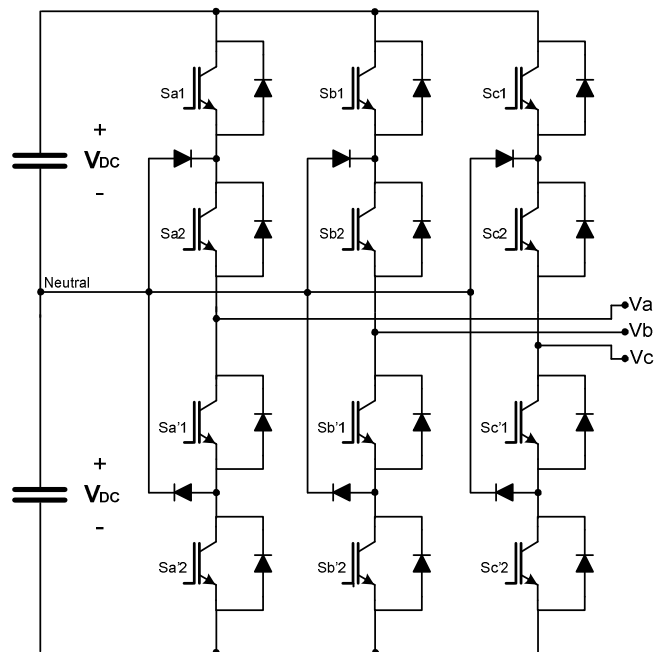 Sa1
Sb1
Sc1
+
VDC
-
Sa2
Sb2
Sc2
Neutral
Va
Vb
Vc
Sa'1
Sb'1
Sc'1
+
VDC
-
Sa'2
Sb'2
Sc'2